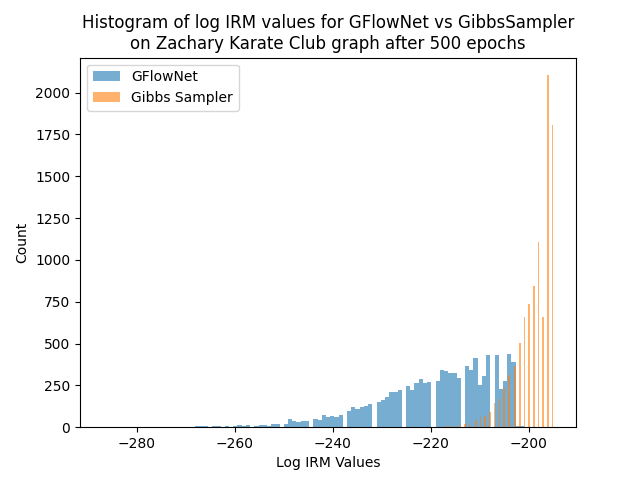 Histogram of log IRM values for GFlowNet vs GibbsSampler
on Zachary Karate Club graph after 500 epochs
GFlowNet
Gibbs Sampler
2000
1750
1500
1250
1000
750
500
250
0
Count
−280
−260
−240
−220
−200
Log IRM Values